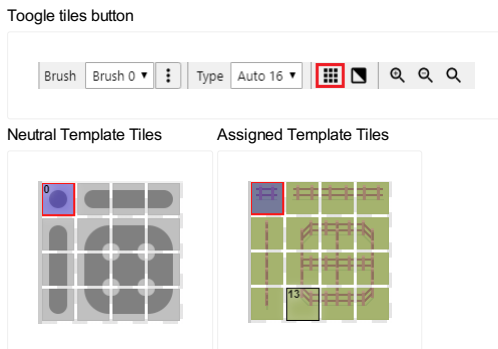 Toogle tiles button
Brush Brush 0 Type Auto 16
Neutral Template Tiles Assigned Template Tiles
0
13